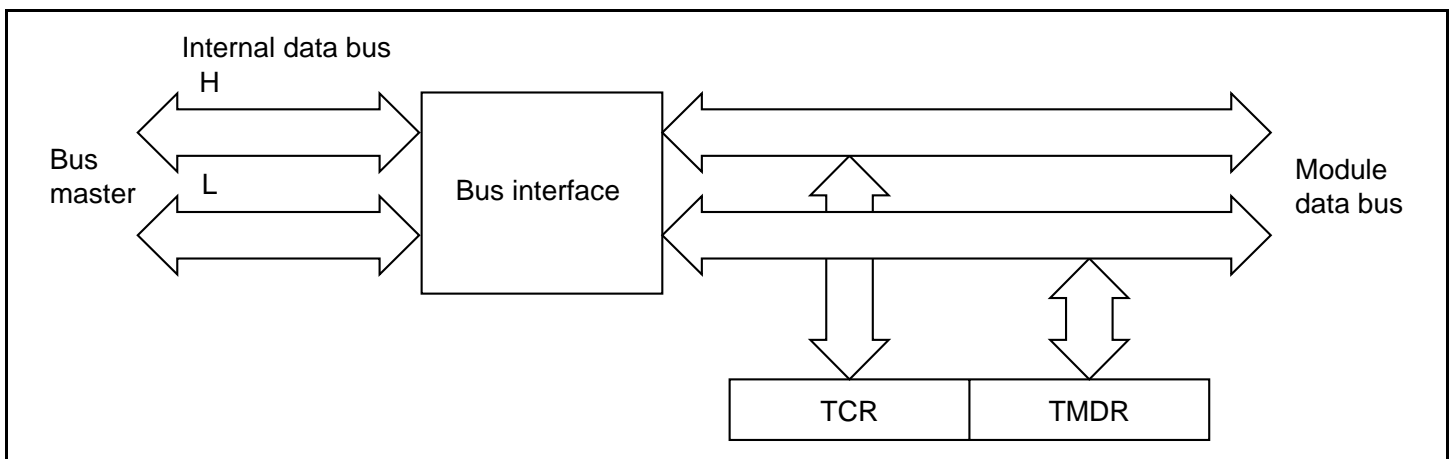 Internal data bus
H
Bus
master
L
Bus interface
Module
data bus
TCR
TMDR